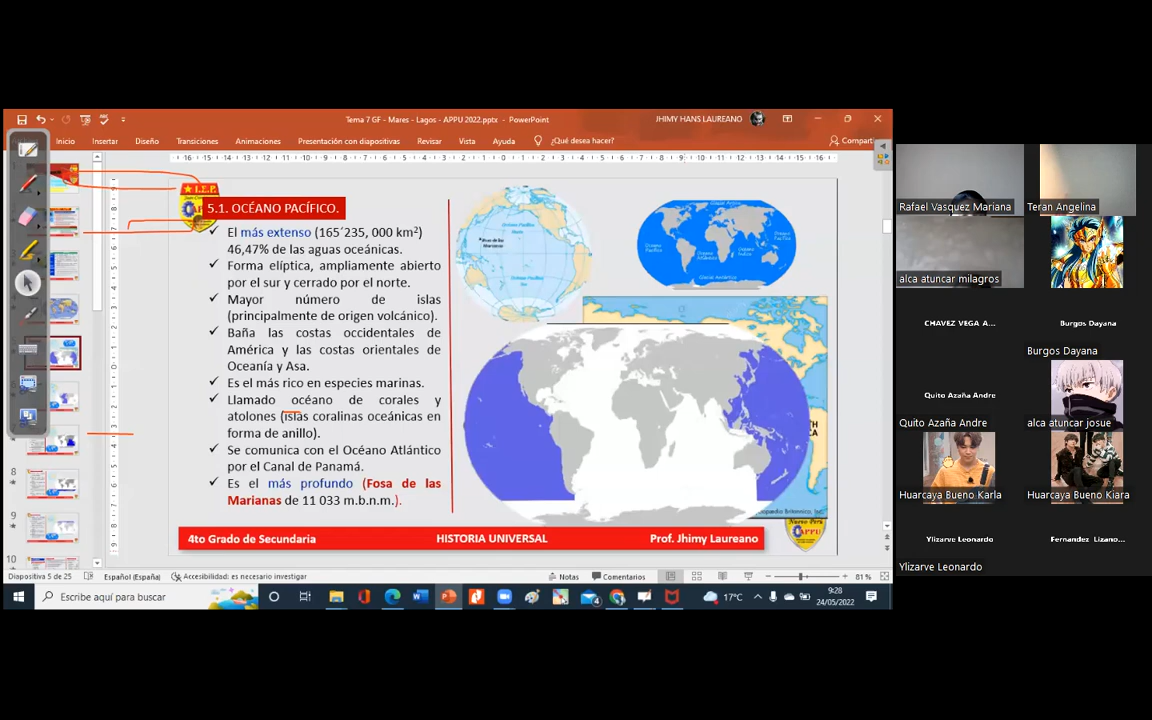 Tema 7 GF - Mares - Lagos - APPU 2022.pptx - PowerPoint
JHIMY HANS LAUREANO
Inicio Insertar Diseño Transiciones Animaciones Presentación con diapositivas Revisar Vista Ayuda ¿Qué desea hacer?
Compartir
I.E.P.
5.1. OCÉANO PACÍFICO.
✓ El más extenso (165´235, 000 km²)
46,47% de las aguas oceánicas.
✓ Forma elíptica, ampliamente abierto
por el sur y cerrado por el norte.
✓ Mayor número de islas
(principalmente de origen volcánico).
✓ Baña las costas occidentales de
América y las costas orientales de
Oceanía y Asa.
✓ Es el más rico en especies marinas.
✓ Llamado océano de corales y
atolones (islas coralinas oceánicas en
forma de anillo).
✓ Se comunica con el Océano Atlántico
por el Canal de Panamá.
✓ Es el más profundo (Fosa de las
Marianas de 11 033 m.b.n.m.).
4to Grado de Secundaria HISTORIA UNIVERSAL Prof. Jhimy Laureano
Nuevo Perú
APPU
8
9
10
Diapositiva 5 de 25 Español (España) Accesibilidad: es necesario investigar Notas Comentarios 81 %
Escribe aquí para buscar 17°C 9:28
24/05/2022
Rafael Vasquez Mariana
Teran Angelina
alca atuncar milagros
CHAVEZ VEGA A...
Burgos Dayana
Burgos Dayana
Quito Azaña Andre
Quito Azaña Andre
alca atuncar josue
Huarcaya Bueno Karla
Huarcaya Bueno Kiara
Ylizarve Leonardo
Fernandez Lizano...
Ylizarve Leonardo